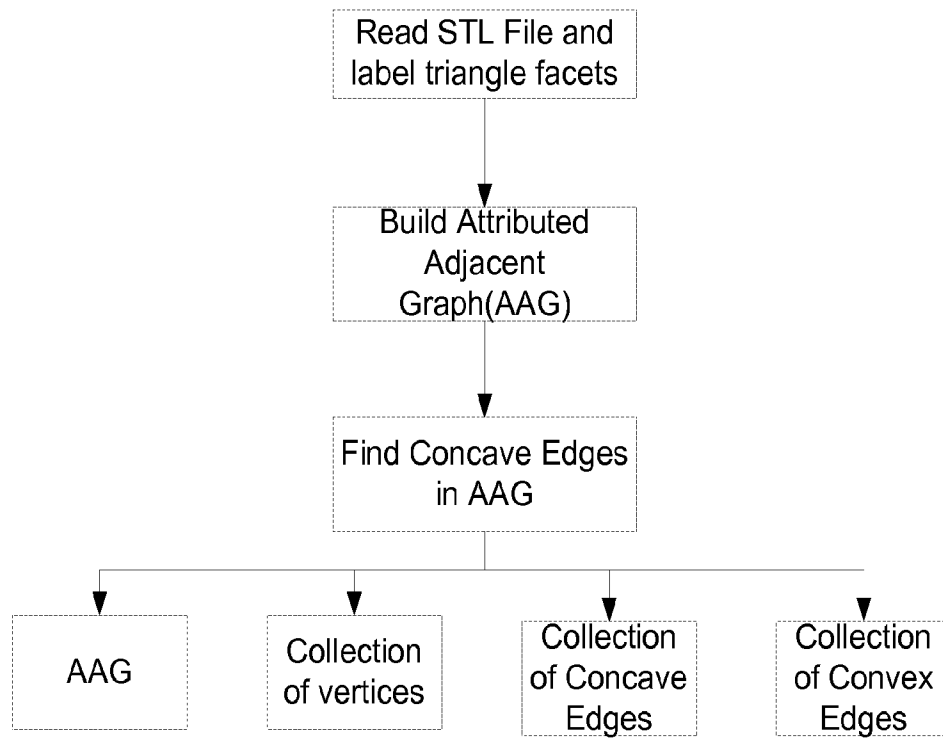 Read STL File and
label triangle facets
Build Attributed
Adjacent
Graph(AAG)
Find Concave Edges
in AAG
AAG
Collection
of vertices
Collection
of Concave
Edges
Collection
of Convex
Edges